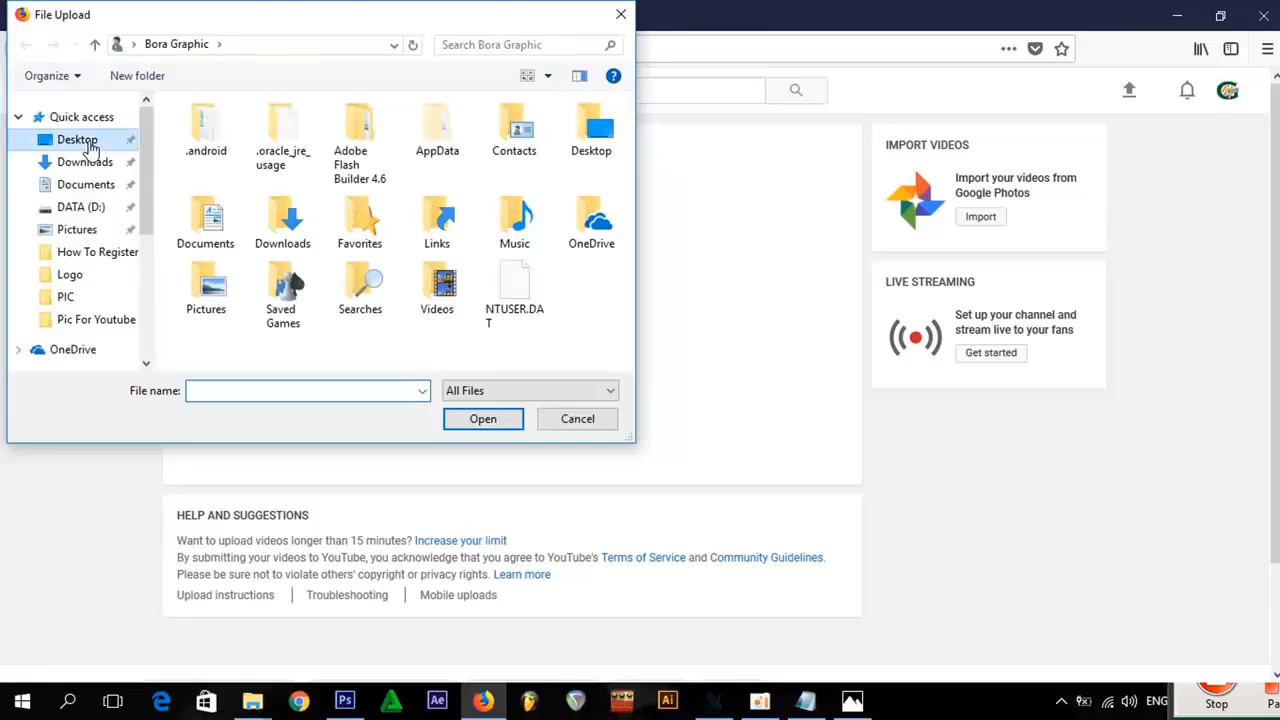 File Upload
Bora Graphic
Search Bora Graphic
Organize
New folder
Quick access
Desktop
Downloads
Documents
DATA (D:)
Pictures
How To Register
Logo
PIC
Pic For Youtube
OneDrive
.android
.oracle_jre_
usage
Adobe
Flash
Builder 4.6
AppData
Contacts
Desktop
Documents
Downloads
Favorites
Links
Music
OneDrive
Pictures
Saved
Games
Searches
Videos
NTUSER.DA
T
File name:
All Files
Open
Cancel
IMPORT VIDEOS
Import your videos from
Google Photos
Import
LIVE STREAMING
Set up your channel and
stream live to your fans
Get started
HELP AND SUGGESTIONS
Want to upload videos longer than 15 minutes? Increase your limit
By submitting your videos to YouTube, you acknowledge that you agree to YouTube's Terms of Service and Community Guidelines.
Please be sure not to violate others' copyright or privacy rights. Learn more
Upload instructions
Troubleshooting
Mobile uploads
Ps
Ae
Ai
ENG
Stop
Pa